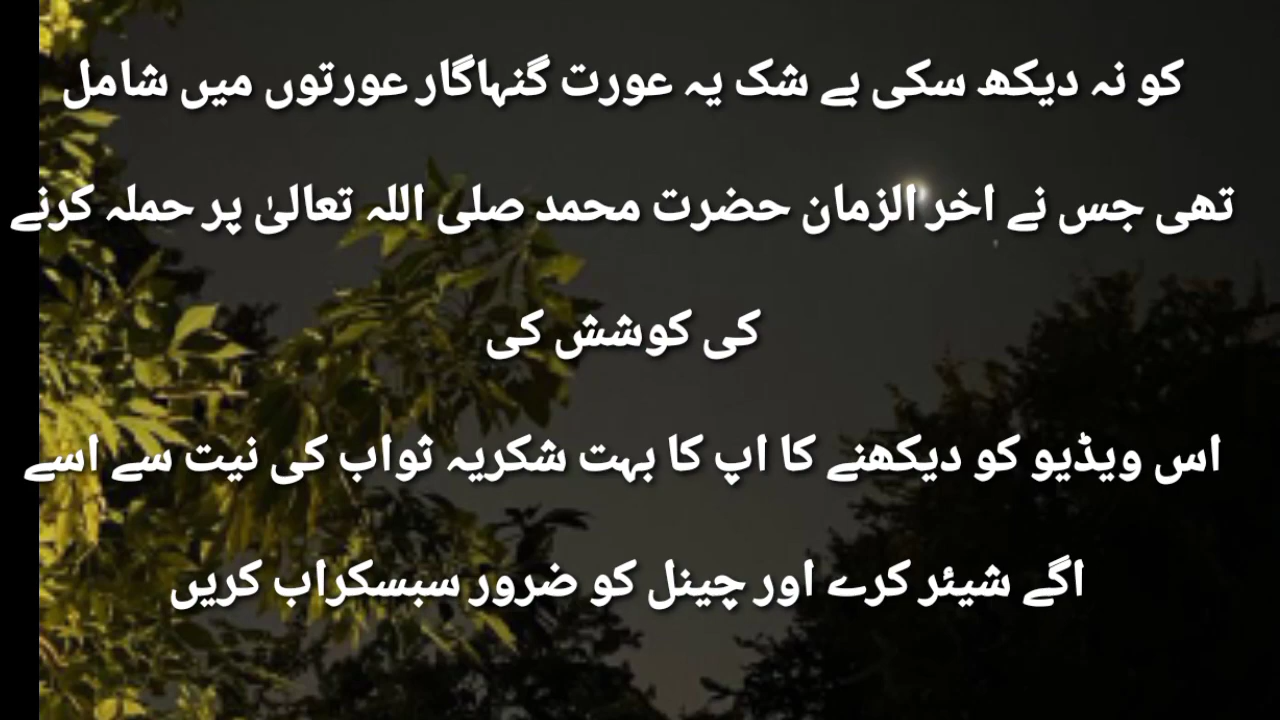 کو نہ دیکھ سکی بے شک یہ عورت گنہاگار عورتوں میں شامل
تھی جس نے اخر الزمان حضرت محمد صلی اللہ تعالیٰ پر حملہ کرنے
کی کوشش کی
اس ویڈیو کو دیکھنے کا اپ کا بہت شکریہ ثواب کی نیت سے اسے
اگے شیئر کرے اور چینل کو ضرور سبسکراب کریں